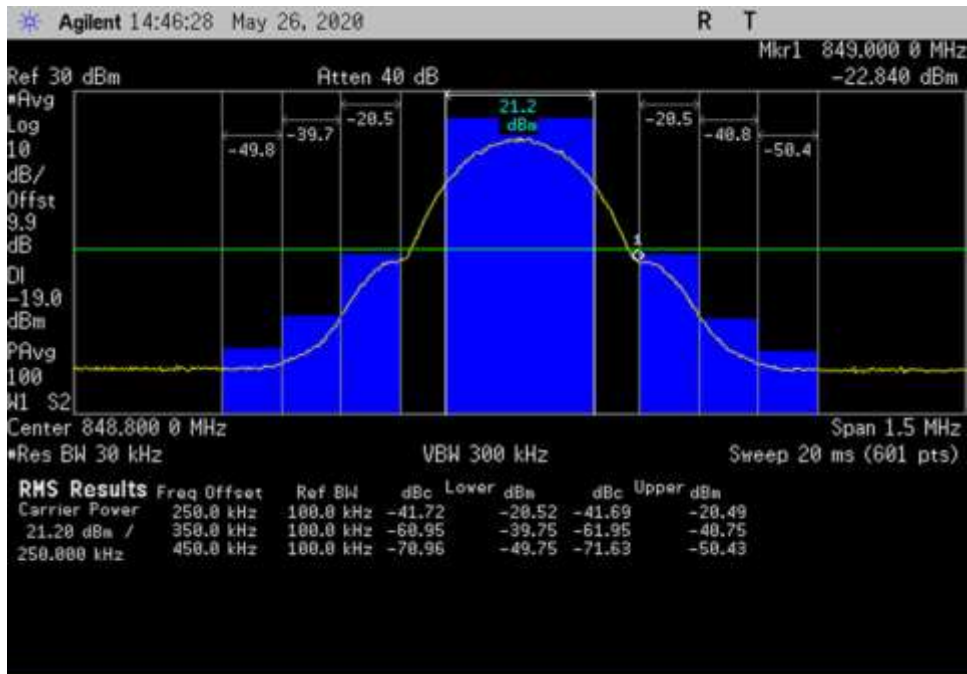 Agilent 14:46:28 May 26, 2020 R T
Mkr1 849.000 0 MHz
Ref 30 dBm Atten 40 dB -22.840 dBm
#Avg
Log
10
dB/
Offst
9.9
dB
DI
-19.0
dBm
PAvg
100
W1 S2
21.2
dBm
-49.8 -39.7 -20.5 -20.5 -40.8 -50.4
1
Center 848.800 0 MHz Span 1.5 MHz
#Res BW 30 kHz VBW 300 kHz Sweep 20 ms (601 pts)
RMS Results Freq Offset Ref BW dBc Lower dBm dBc Upper dBm
Carrier Power 250.0 kHz 100.0 kHz -41.72 -20.52 -41.69 -20.49
21.20 dBm / 350.0 kHz 100.0 kHz -60.95 -39.75 -61.95 -40.75
250.000 kHz 450.0 kHz 100.0 kHz -70.96 -49.75 -71.63 -50.43